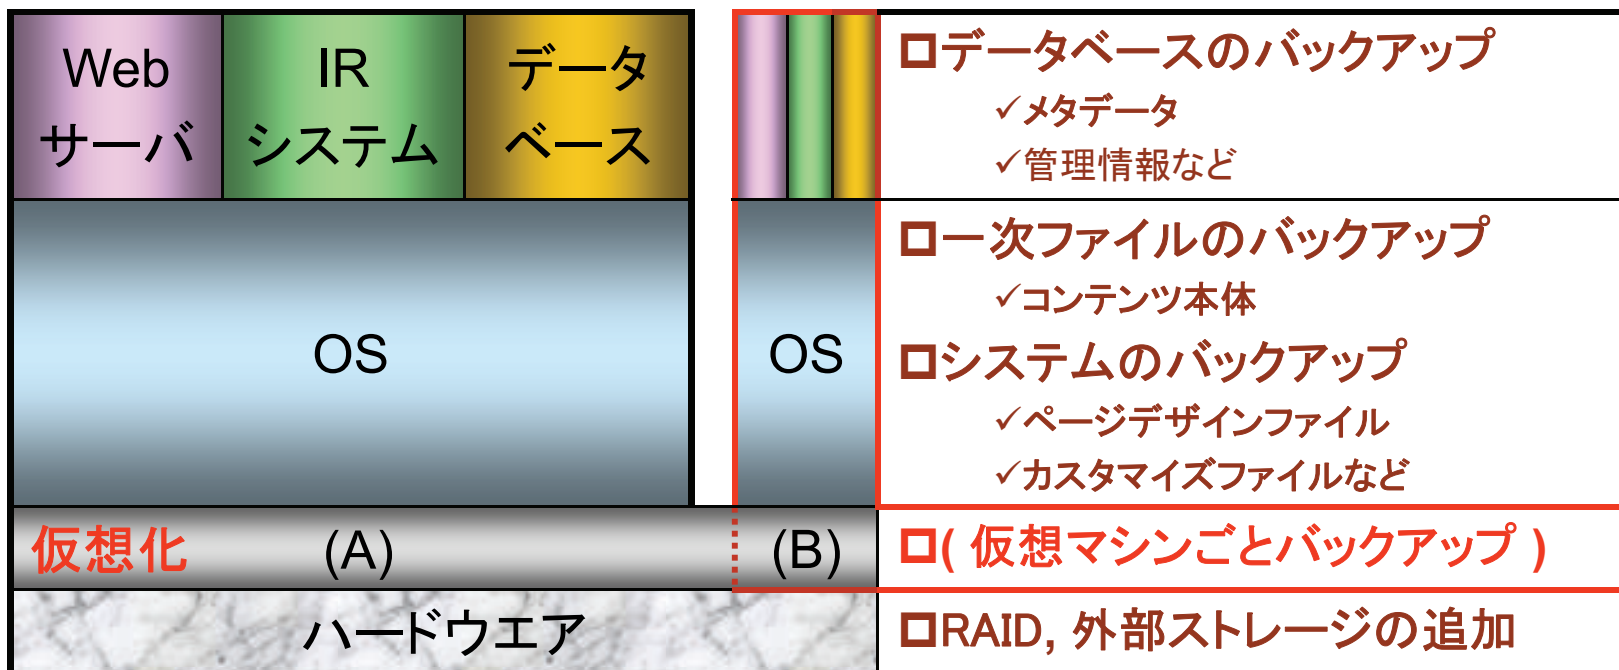 Web
サーバ
IR
システム
データ
ベース
OS
仮想化
(A)
ハードウエア
OS
(B)
□データベースのバックアップ
✓メタデータ
✓管理情報など
□一次ファイルのバックアップ
✓コンテンツ本体
□システムのバックアップ
✓ページデザインファイル
✓カスタマイズファイルなど
□( 仮想マシンごとバックアップ )
□RAID, 外部ストレージの追加